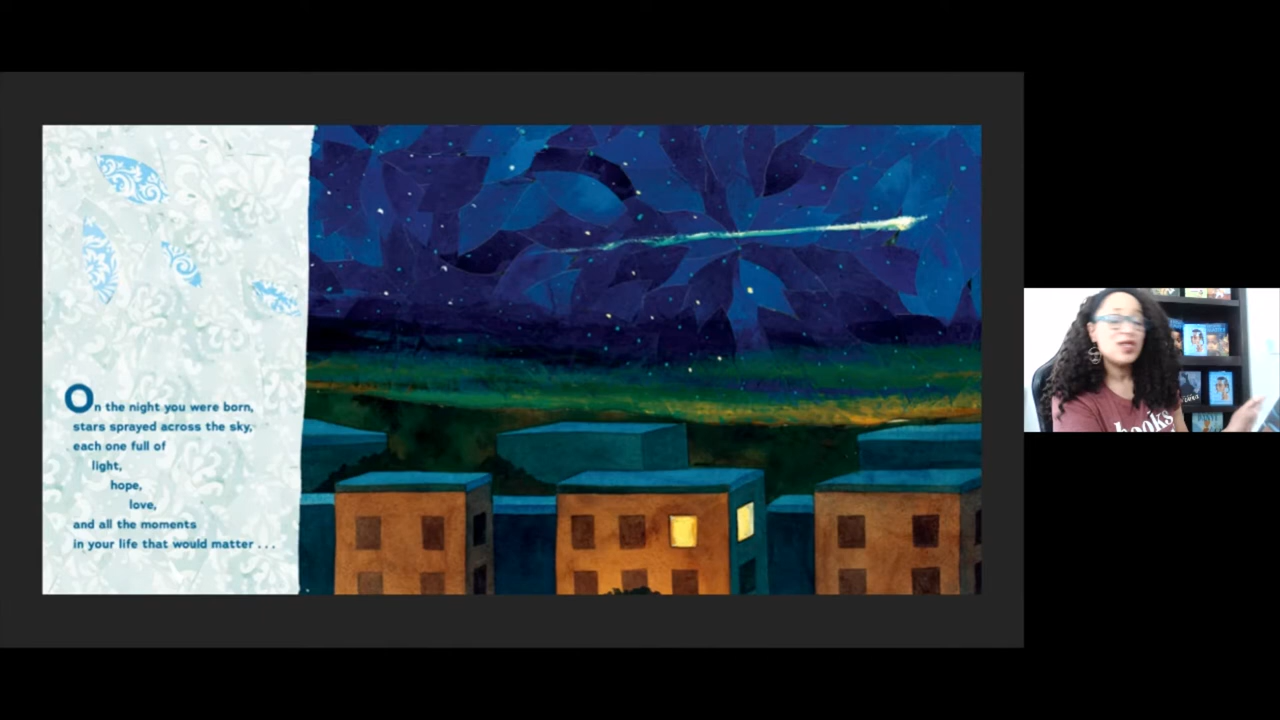 On the night you were born,
stars sprayed across the sky,
each one full of
light,
hope,
love,
and all the moments
in your life that would matter . . .
books